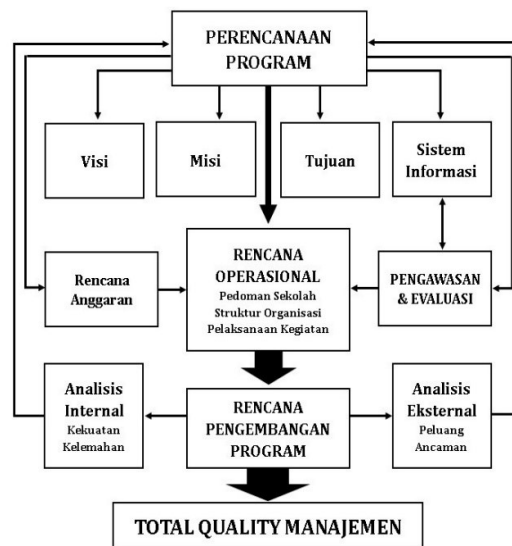 PERENCANAAN
PROGRAM
Visi
Misi
Tujuan
Sistem
Informasi
Rencana
Anggaran
RENCANA
OPERASIONAL
Pedoman Sekolah
Struktur Organisasi
Pelaksanaan Kegiatan
PENGAWASAN
& EVALUASI
Analisis
Internal
Kekuatan
Kelemahan
RENCANA
PENGEMBANGAN
PROGRAM
Analisis
Eksternal
Peluang
Ancaman
TOTAL QUALITY MANAJEMEN